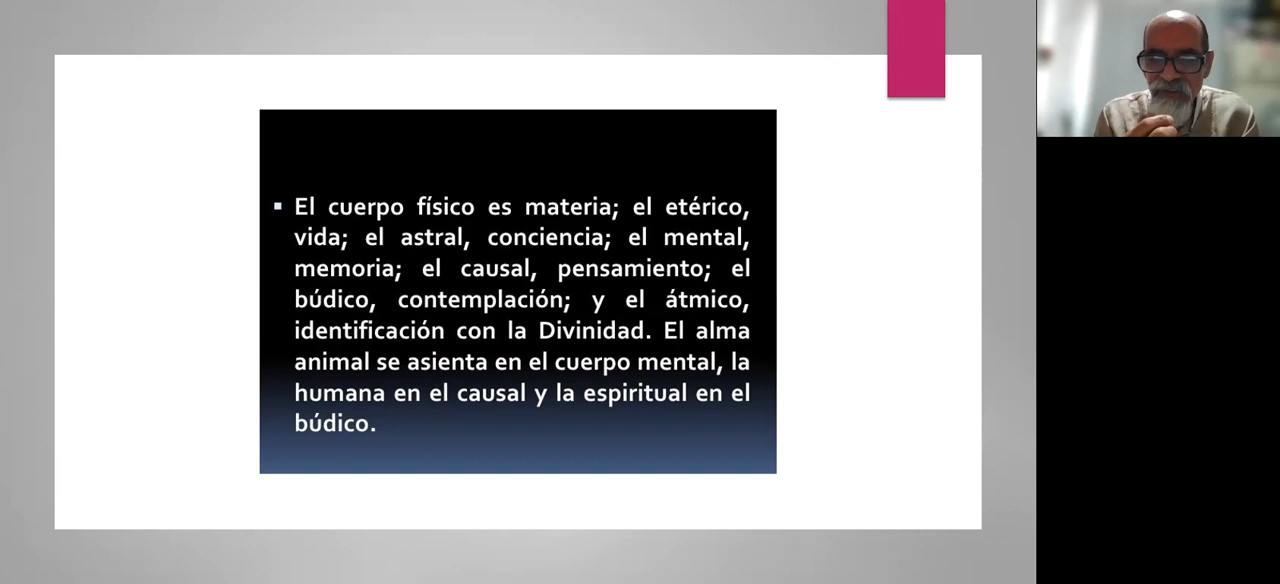 El cuerpo físico es materia; el etérico,
vida; el astral, conciencia; el mental,
memoria; el causal, pensamiento; el
búdico, contemplación; y el átmico,
identificación con la Divinidad. El alma
animal se asienta en el cuerpo mental, la
humana en el causal y la espiritual en el
búdico.